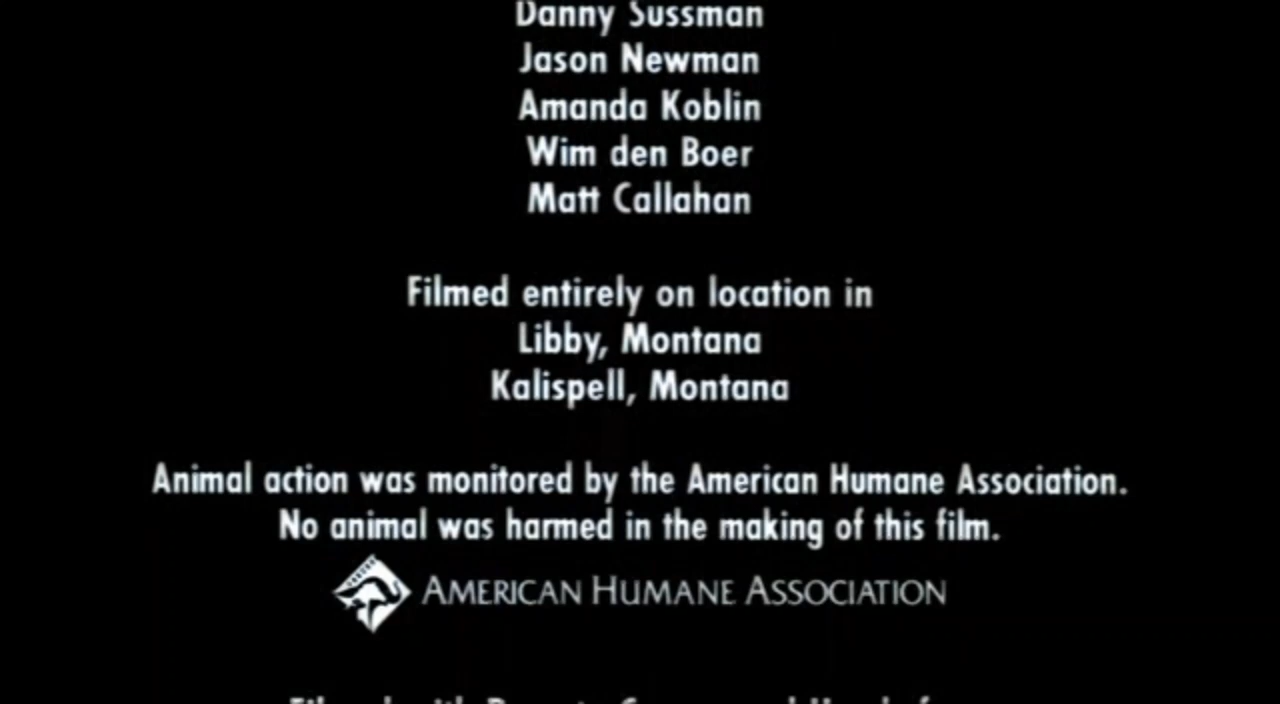 Danny Sussman
Jason Newman
Amanda Koblin
Wim den Boer
Matt Callahan
Filmed entirely on location in
Libby, Montana
Kalispell, Montana
Animal action was monitored by the American Humane Association.
No animal was harmed in the making of this film.
AMERICAN HUMANE ASSOCIATION